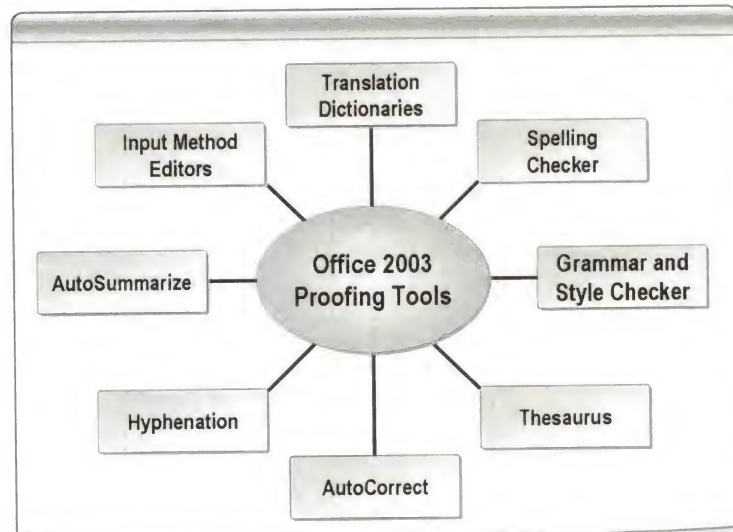 Translation
Dictionaries
Input Method
Editors
Spelling
Checker
Office 2003
Proofing Tools
AutoSummarize
Grammar and
Style Checker
Hyphenation
Thesaurus
AutoCorrect